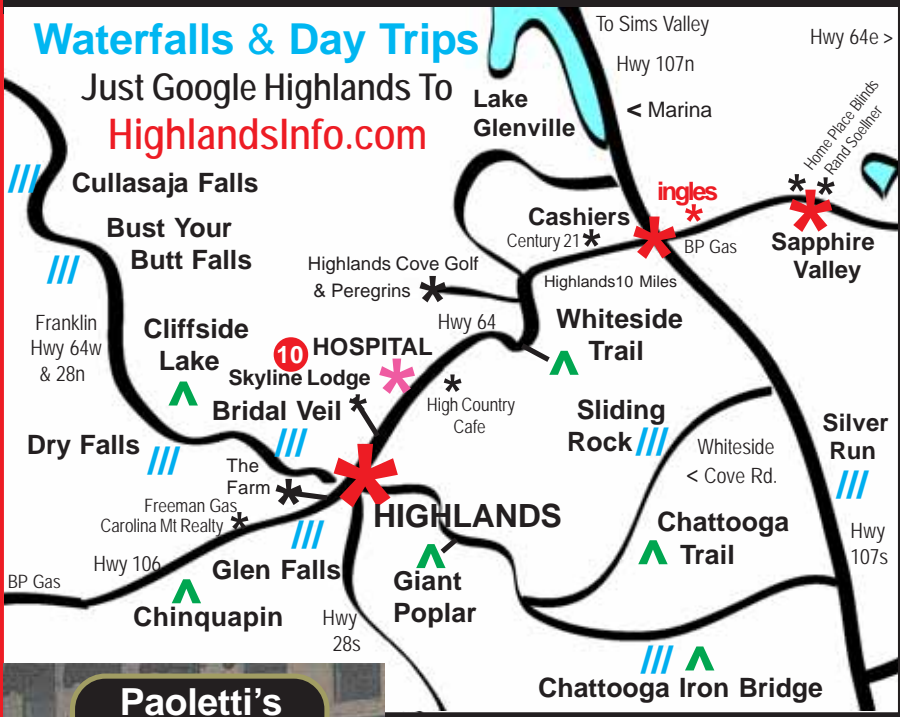 Waterfalls & Day Trips
Just Google Highlands To
HighlandsInfo.com
To Sims Valley
Hwy 64e >
Hwy 107n
Lake
Glenville
< Marina
Home Place Blinds
Rand Soellner
ingles
Cullasaja Falls
Cashiers
Century 21
BP Gas
Sapphire
Valley
Bust Your
Butt Falls
Highlands Cove Golf
& Peregrins
Highlands10 Miles
Franklin
Hwy 64w
& 28n
Cliffside
Lake
Hwy 64
Whiteside
Trail
10
HOSPITAL
Skyline Lodge
Bridal Veil
High Country
Cafe
Sliding
Rock
Silver
Run
Dry Falls
Whiteside
< Cove Rd.
The
Farm
Freeman Gas
Carolina Mt Realty
HIGHLANDS
Chattooga
Trail
Hwy
107s
Hwy 106
BP Gas
Glen Falls
Giant
Poplar
Chinquapin
Hwy
28s
Chattooga Iron Bridge
Paoletti's